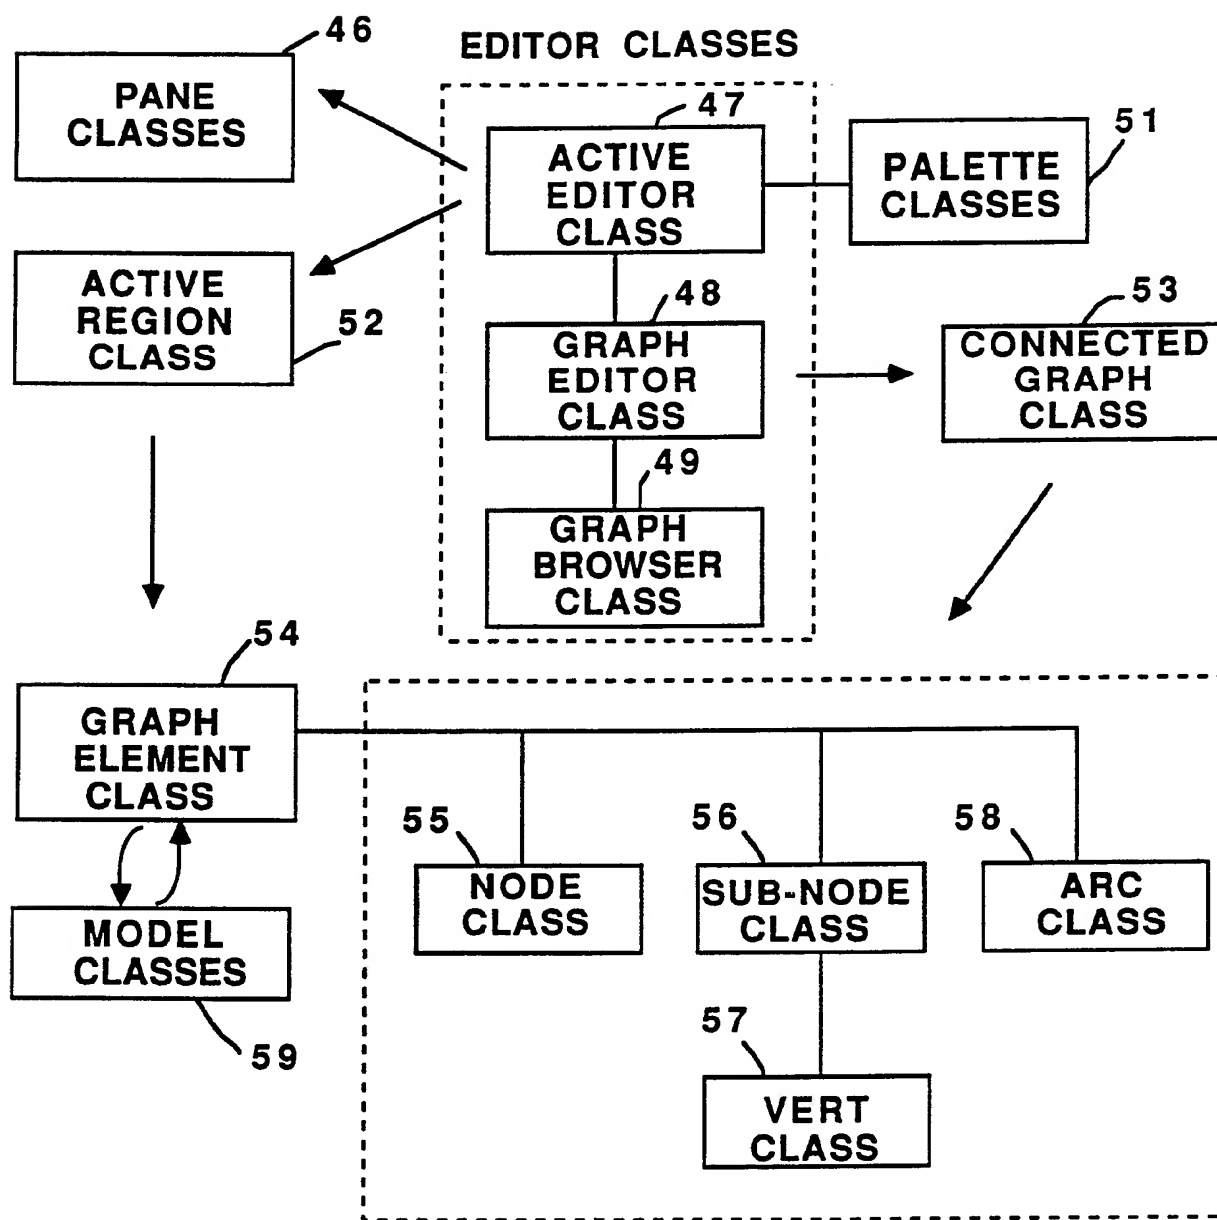 46
EDITOR CLASSES
PANE
CLASSES
47
ACTIVE
EDITOR
CLASS
51
PALETTE
CLASSES
ACTIVE
REGION
CLASS
52
48
GRAPH
EDITOR
CLASS
53
CONNECTED
GRAPH
CLASS
49
GRAPH
BROWSER
CLASS
54
GRAPH
ELEMENT
CLASS
55
NODE
CLASS
56
SUB-NODE
CLASS
58
ARC
CLASS
MODEL
CLASSES
59
57
VERT
CLASS